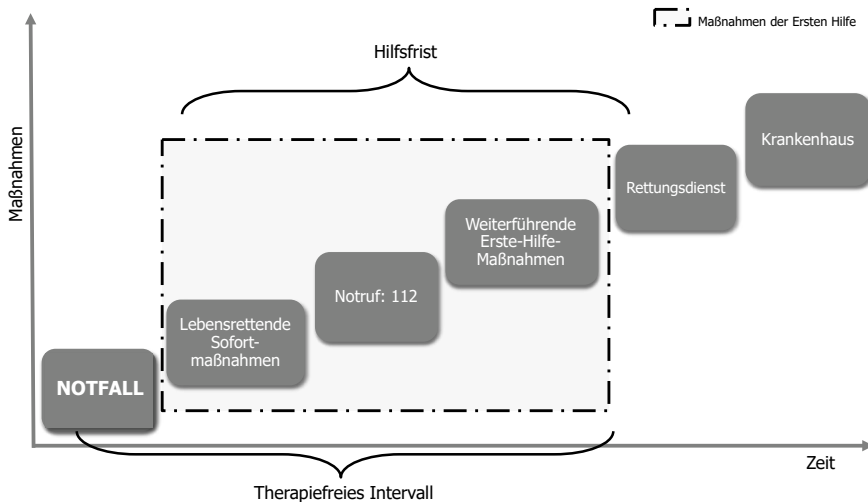 Maßnahmen der Ersten Hilfe
Hilfsfrist
Krankenhaus
Rettungsdienst
Weiterführende
Erste-Hilfe-
Maßnahmen
Notruf: 112
Lebensrettende
Sofort-
maßnahmen
NOTFALL
Maßnahmen
Zeit
Therapiefreies Intervall